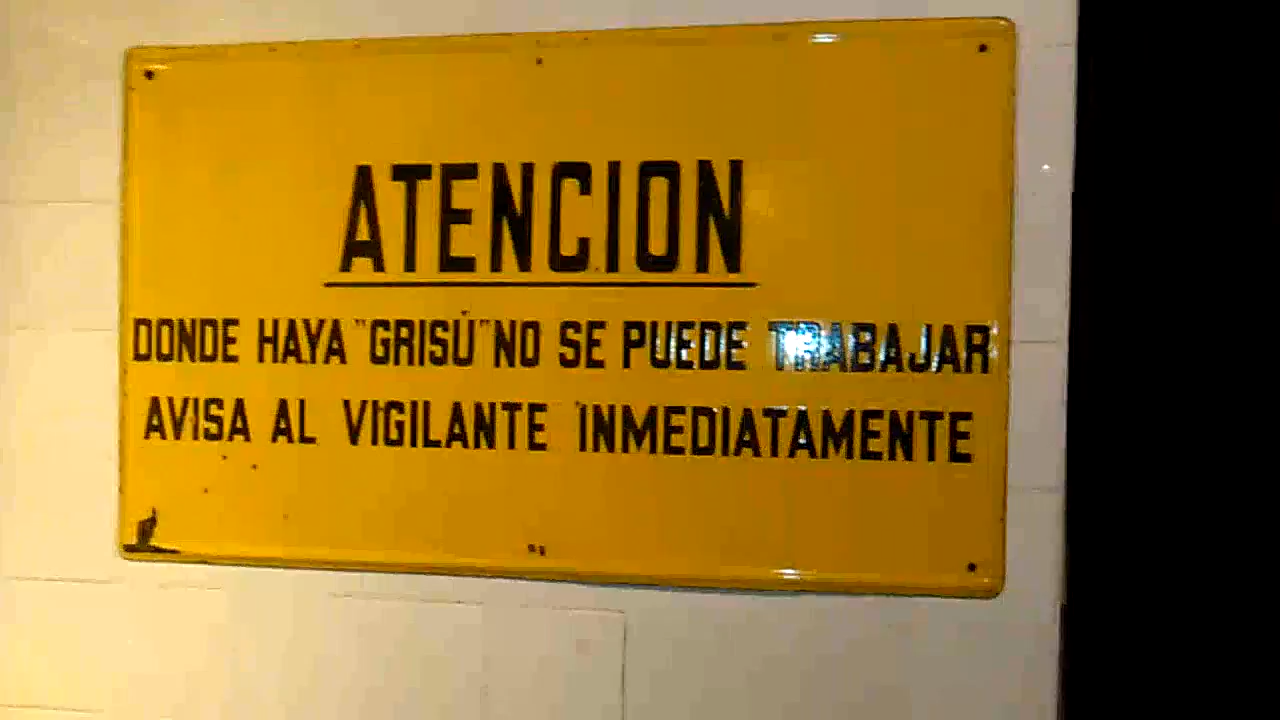 ATENCION
DONDE HAYA "GRISÚ" NO SE PUEDE TRABAJAR
AVISA AL VIGILANTE INMEDIATAMENTE